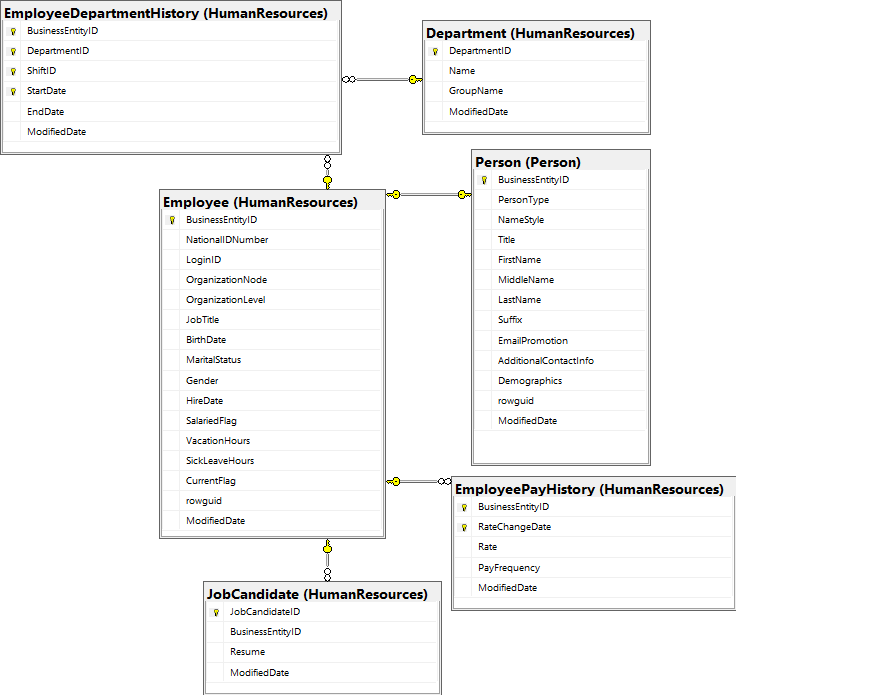 EmployeeDepartmentHistory (HumanResources)
BusinessEntityID
DepartmentID
ShiftID
StartDate
EndDate
ModifiedDate
Department (HumanResources)
DepartmentID
Name
GroupName
ModifiedDate
Person (Person)
BusinessEntityID
PersonType
NameStyle
Title
FirstName
MiddleName
LastName
Suffix
EmailPromotion
AdditionalContactInfo
Demographics
rowguid
ModifiedDate
Employee (HumanResources)
BusinessEntityID
NationalIDNumber
LoginID
OrganizationNode
OrganizationLevel
JobTitle
BirthDate
MaritalStatus
Gender
HireDate
SalariedFlag
VacationHours
SickLeaveHours
CurrentFlag
rowguid
ModifiedDate
EmployeePayHistory (HumanResources)
BusinessEntityID
RateChangeDate
Rate
PayFrequency
ModifiedDate
JobCandidate (HumanResources)
JobCandidateID
BusinessEntityID
Resume
ModifiedDate